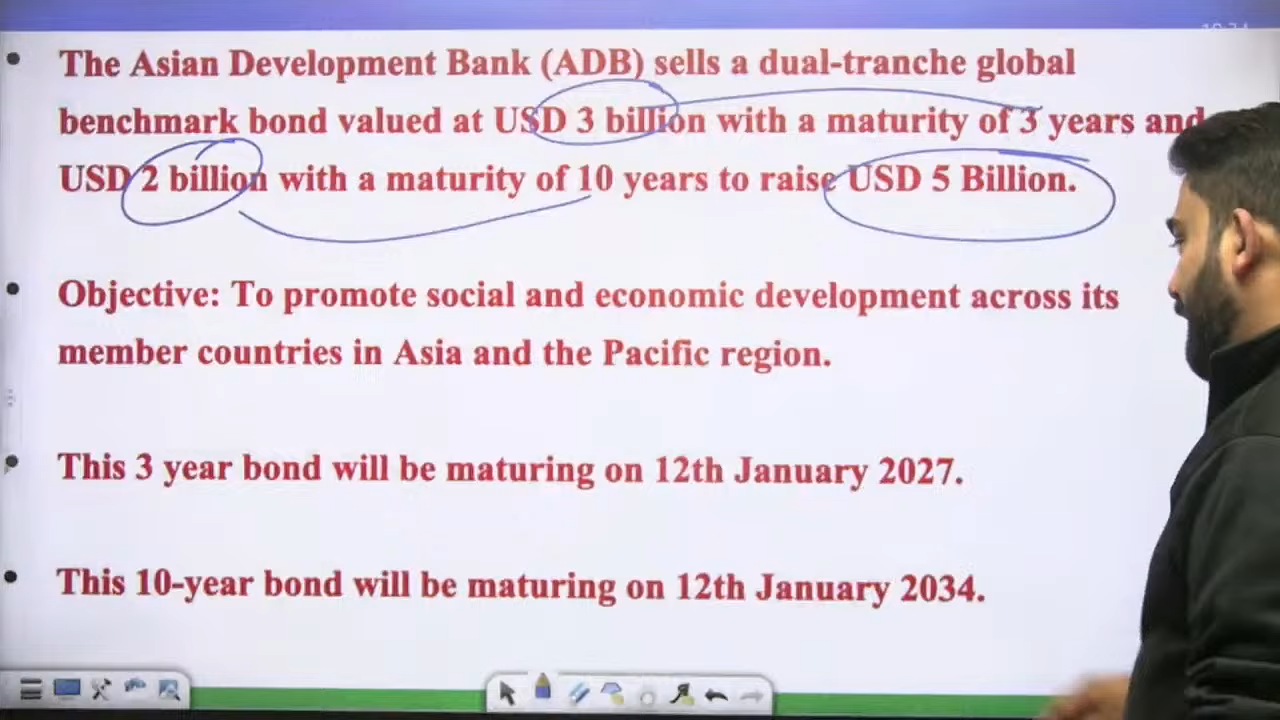 The Asian Development Bank (ADB) sells a dual-tranche global
benchmark bond valued at USD 3 billion with a maturity of 3 years and
USD 2 billion with a maturity of 10 years to raise USD 5 Billion.
Objective: To promote social and economic development across its
member countries in Asia and the Pacific region.
This 3 year bond will be maturing on 12th January 2027.
This 10-year bond will be maturing on 12th January 2034.